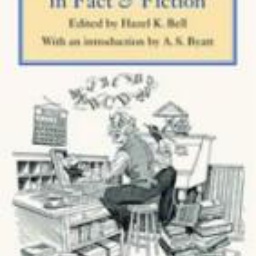 in Fact & Fiction
Edited by Hazel K. Bell
With an introduction by A. S. Byatt